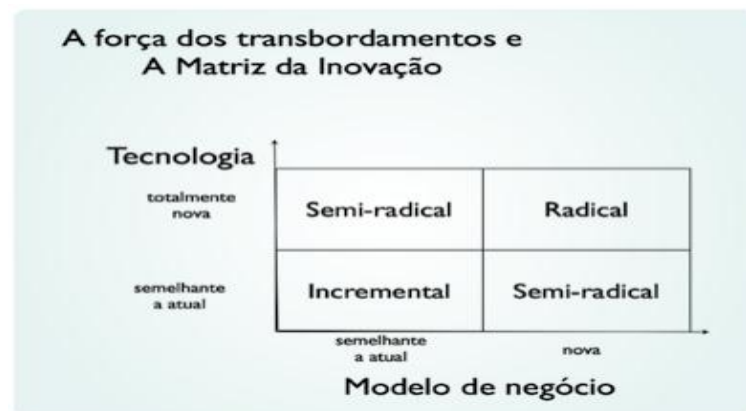 A força dos transbordamentos e
A Matriz da Inovação
Tecnologia
totalmente
nova
Semi-radical
Radical
semelhante
a atual
Incremental
Semi-radical
semelhante
a atual
nova
Modelo de negócio